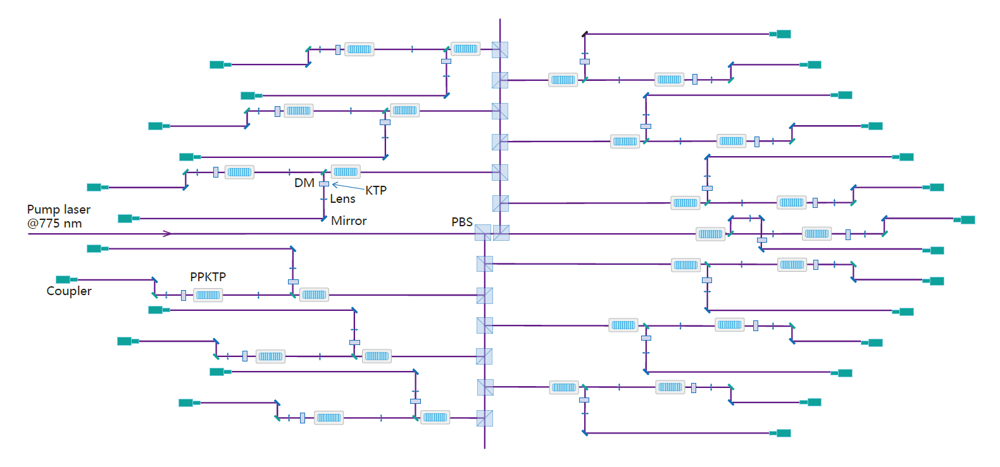 DM
KTP
Lens
Pump laser
@775 nm
Mirror
PBS
PPKTP
Coupler